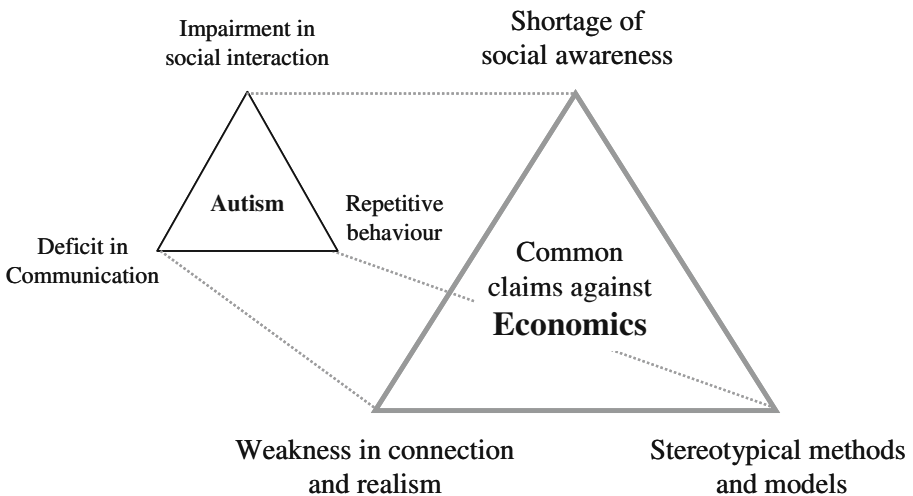 Impairment in
social interaction
Shortage of
social awareness
Autism
Repetitive
behaviour
Deficit in
Communication
Common
claims against
Economics
Weakness in connection
and realism
Stereotypical methods
and models